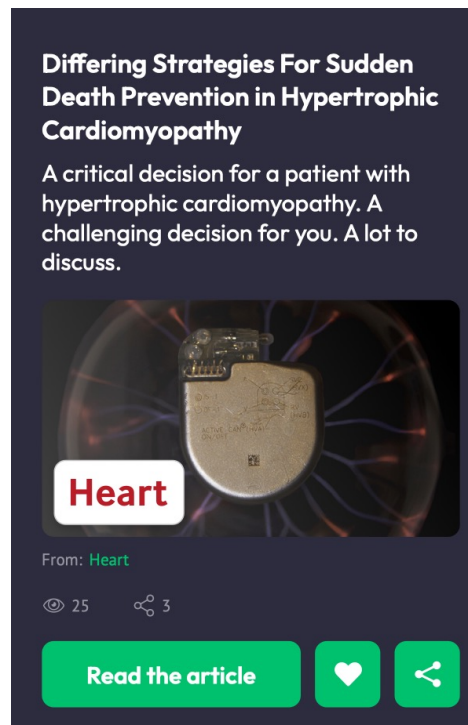 Differing Strategies For Sudden
Death Prevention in Hypertrophic
Cardiomyopathy
A critical decision for a patient with
hypertrophic cardiomyopathy. A
challenging decision for you. A lot to
discuss.
Heart
From: Heart
25 3
Read the article